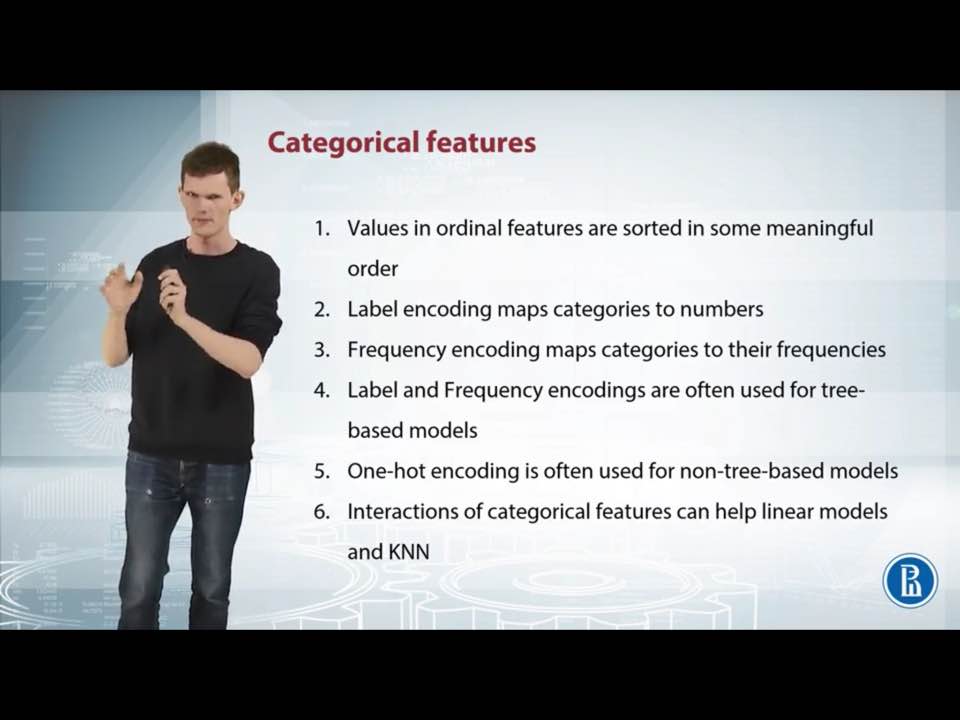 Categorical features
1. Values in ordinal features are sorted in some meaningful
order
2. Label encoding maps categories to numbers
3. Frequency encoding maps categories to their frequencies
4. Label and Frequency encodings are often used for tree-
based models
5. One-hot encoding is often used for non-tree-based models
6. Interactions of categorical features can help linear models
and KNN